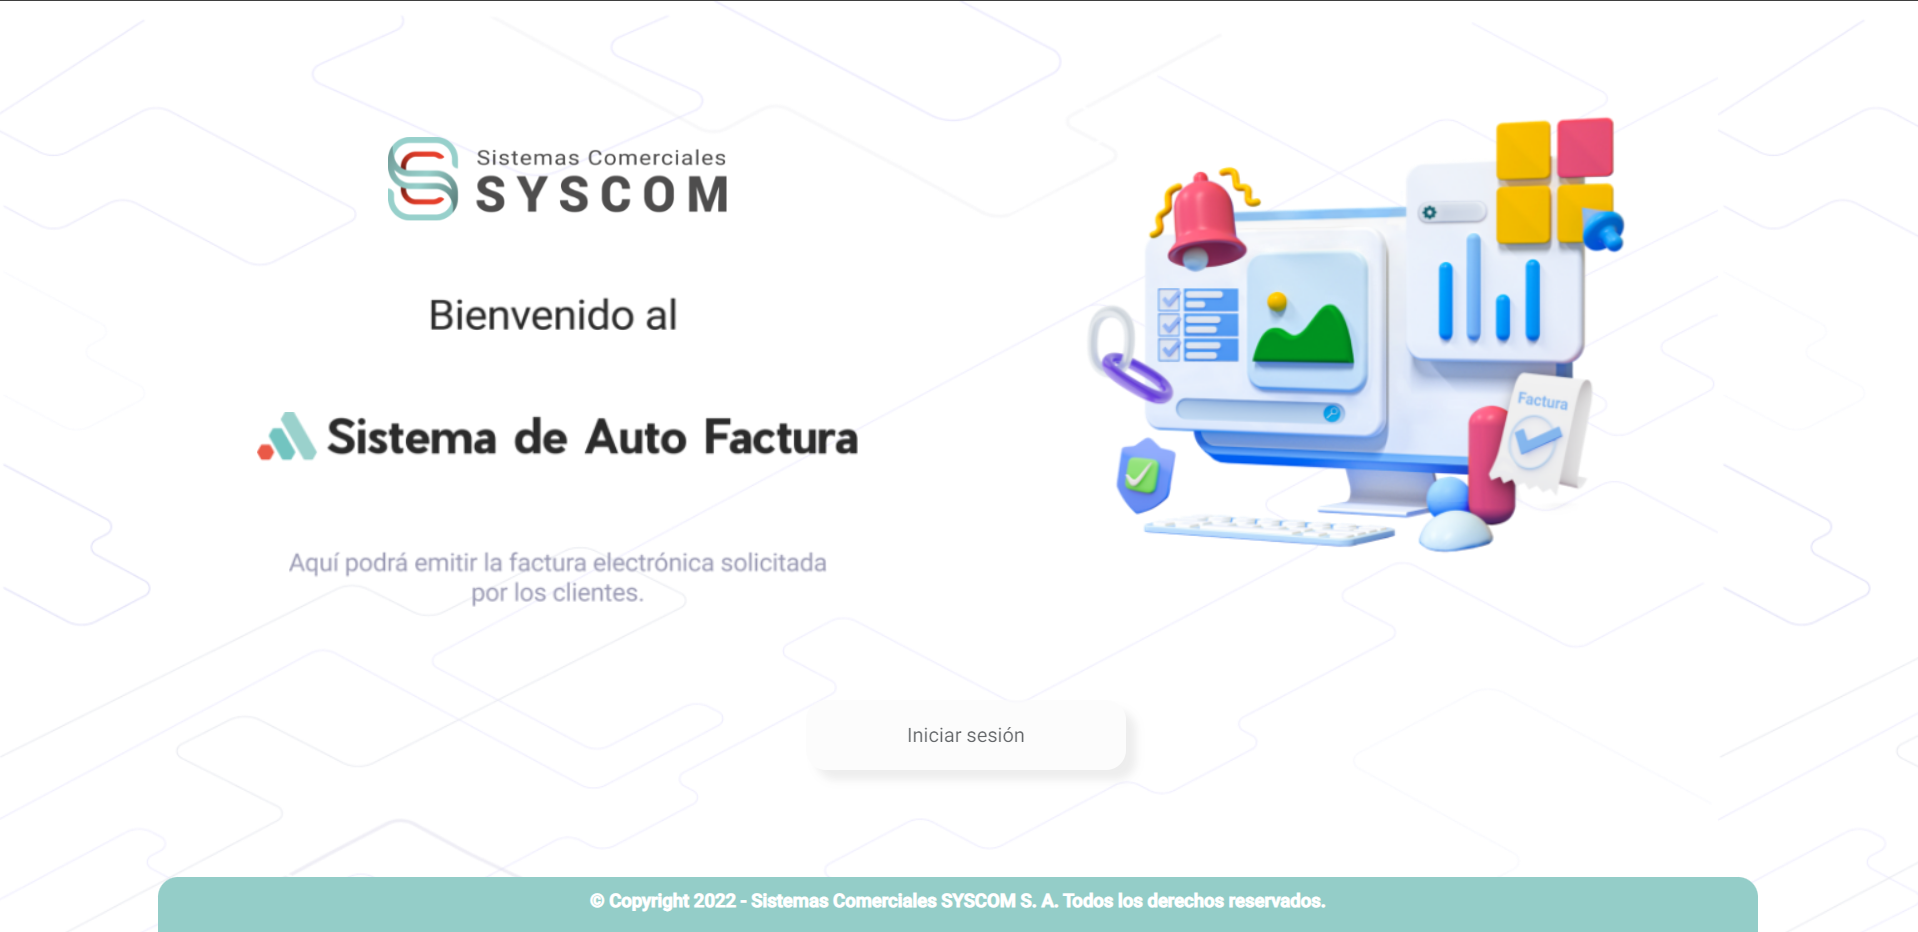 Sistemas Comerciales
SYSCOM
Bienvenido al
Sistema de Auto Factura
Aquí podrá emitir la factura electrónica solicitada
por los clientes.
Factura
Iniciar sesión
© Copyright 2022 - Sistemas Comerciales SYSCOM S. A. Todos los derechos reservados.